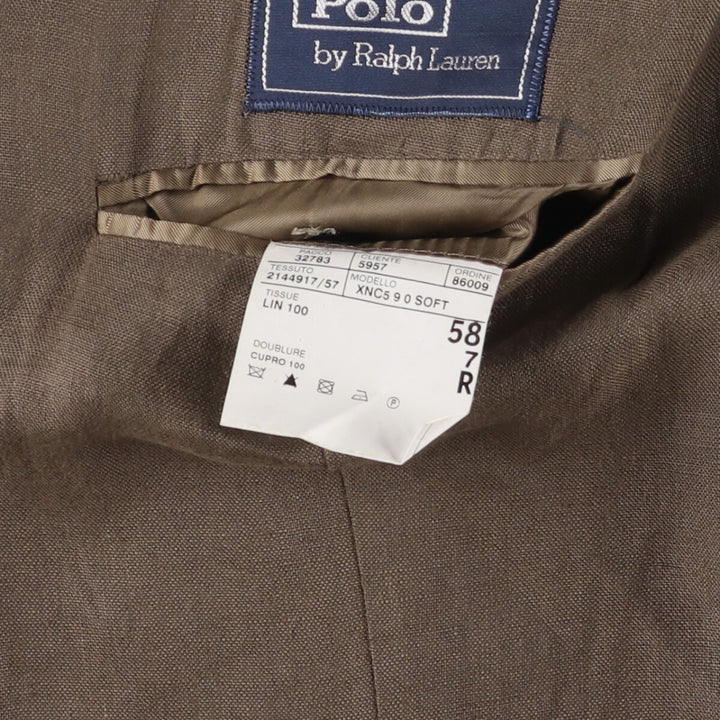 Polo
by Ralph Lauren
PACCO CLIENTE ORDINE
32783 5957 86009
TESSUTO MODELLO
2144917/57 XNC5 9 0 SOFT
TISSUE
LIN 100
58
7
R
DOUBLURE
CUPRO 100
P